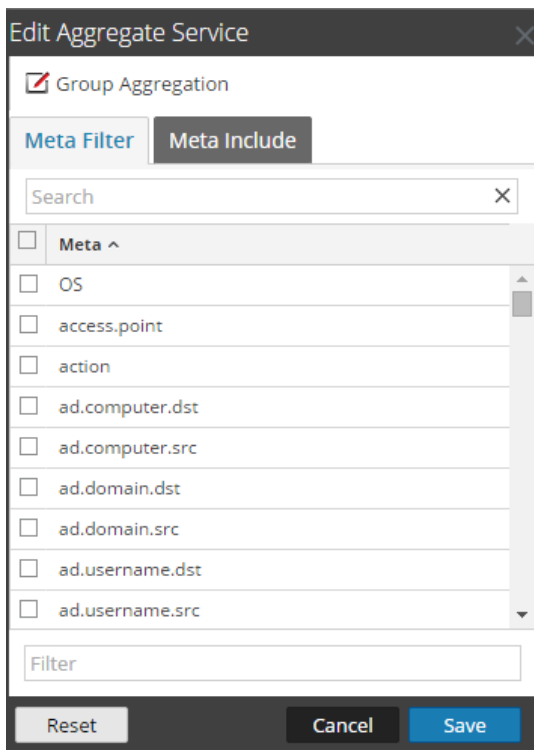 Edit Aggregate Service
Group Aggregation
Meta Filter Meta Include
Search
Meta
OS
access.point
action
ad.computer.dst
ad.computer.src
ad.domain.dst
ad.domain.src
ad.username.dst
ad.username.src
Filter
Reset Cancel Save